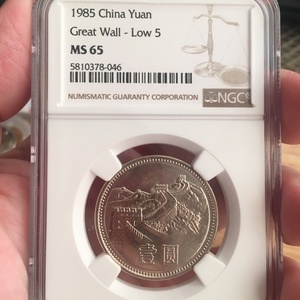 1985 China Yuan
Great Wall - Low 5
MS 65
5810378-046
NUMISMATIC GUARANTY CORPORATION
NGC
壹圆